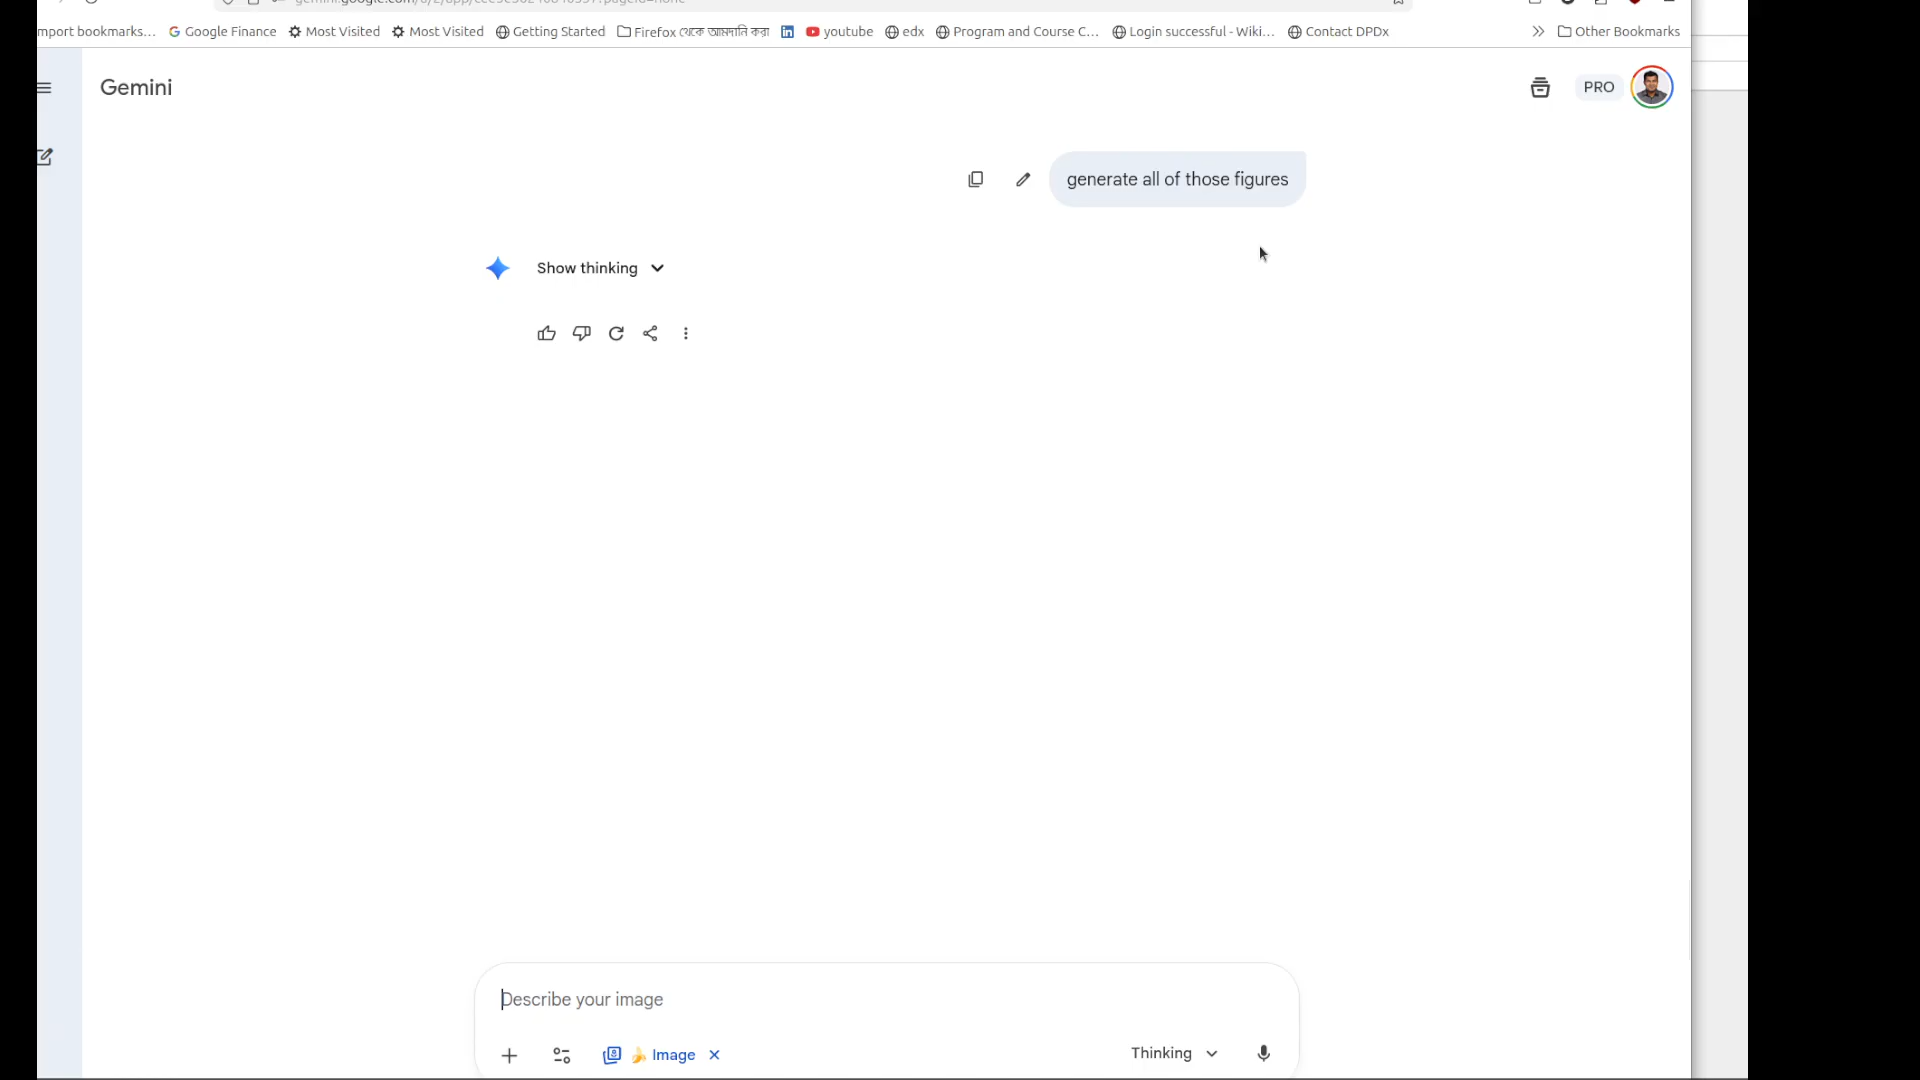 mport bookmarks... Google Finance Most Visited Most Visited Getting Started Firefox থেকে আমদানি করা youtube edx Program and Course C... Login successful - Wiki... Contact DPDx Other Bookmarks
Gemini PRO
generate all of those figures
Show thinking
Describe your image
Image Thinking